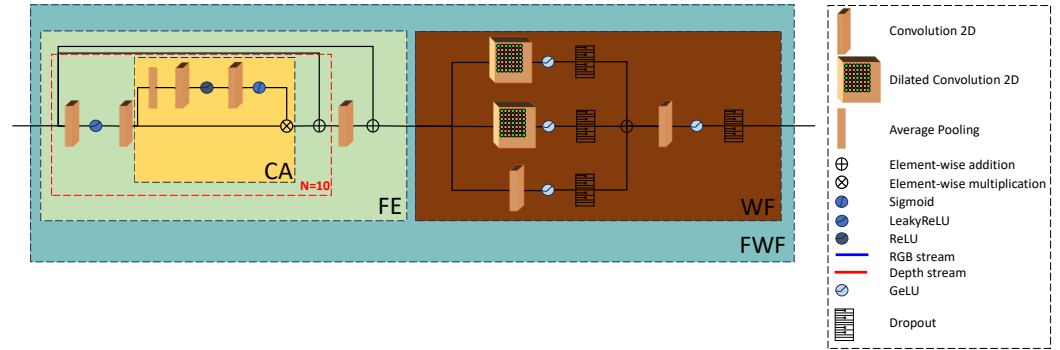 CA
N=10
FE
WF
FWF
Convolution 2D
Dilated Convolution 2D
Average Pooling
Element-wise addition
Element-wise multiplication
Sigmoid
LeakyReLU
ReLU
RGB stream
Depth stream
GeLU
Dropout